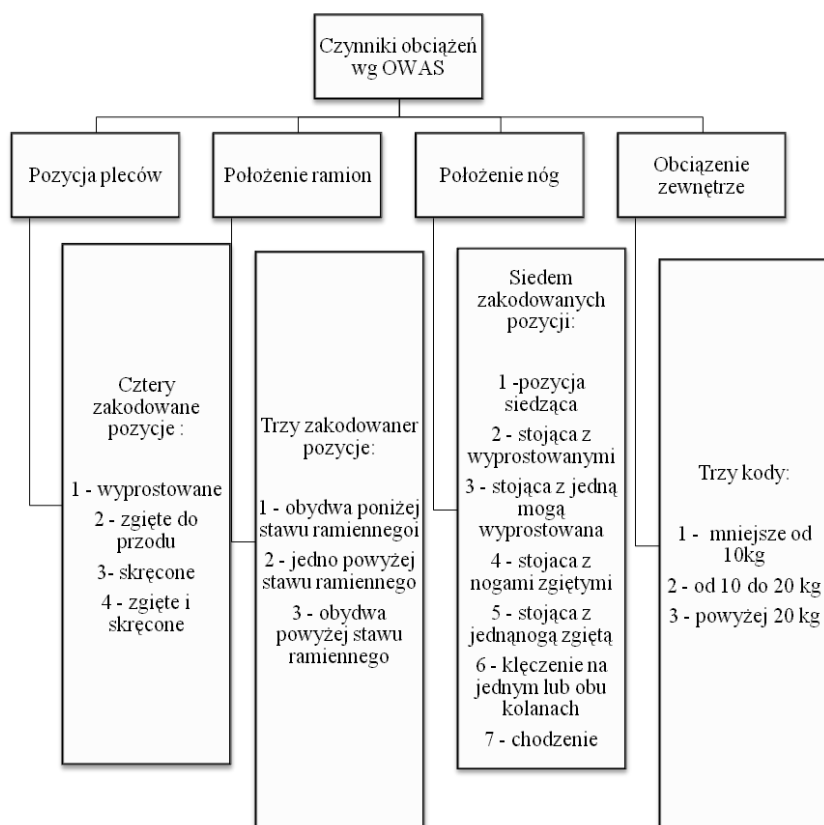 Czynniki obciążeń
wg OWAS
Pozycja pleców
Położenie ramion
Położenie nóg
Obciązenie
zewnętrze
Cztery
zakodowane
pozycje :
1 - wyprostowane
2 - zgięte do
przodu
3- skręcone
4 - zgięte i
skręcone
Trzy zakodowaner
pozycje:
1 - obydwa poniżej
stawu ramiennegoi
2 - jedno powyżej
stawu ramiennego
3 - obydwa
powyżej stawu
ramiennego
Siedem
zakodowanych
pozycji:
1 -pozycja
siedząca
2 - stojąca z
wyprostowanymi
3 - stojąca z jedną
mogą
wyprostowana
4 - stojaca z
nogami zgiętymi
5 - stojąca z
jednąnogą zgiętą
6 - klęczenie na
jednym lub obu
kolanach
7 - chodzenie
Trzy kody:
1 - mniejsze od
10kg
2 - od 10 do 20 kg
3 - powyżej 20 kg